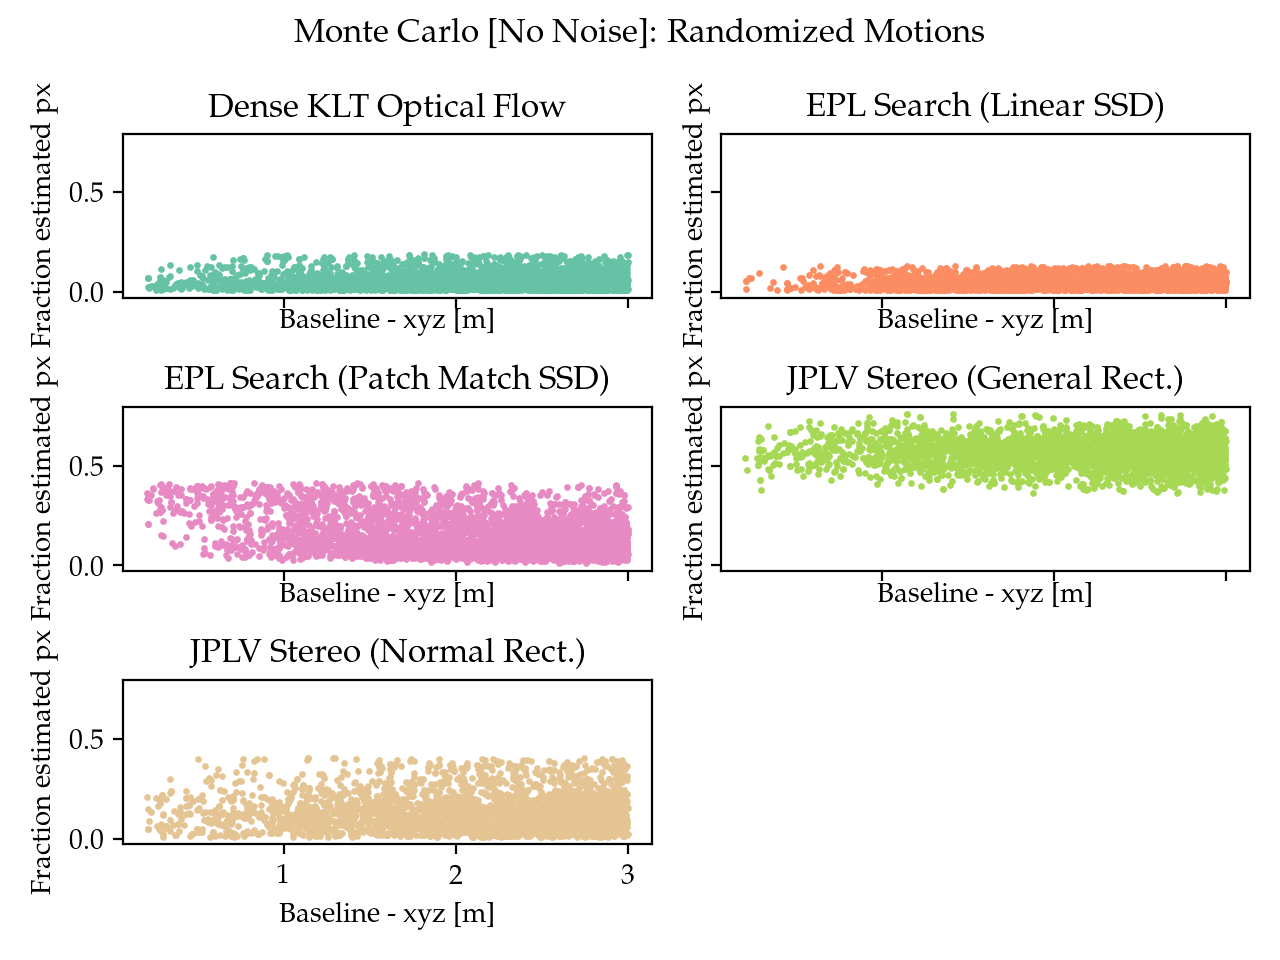 Monte Carlo [No Noise]: Randomized Motions
Dense KLT Optical Flow
EPL Search (Linear SSD)
Fraction estimated px
0.5
0.0
Baseline - xyz [m]
Fraction estimated px
Baseline - xyz [m]
EPL Search (Patch Match SSD)
JPLV Stereo (General Rect.)
Fraction estimated px
0.5
0.0
Baseline - xyz [m]
Fraction estimated px
Baseline - xyz [m]
JPLV Stereo (Normal Rect.)
Fraction estimated px
0.5
0.0
1 2 3
Baseline - xyz [m]